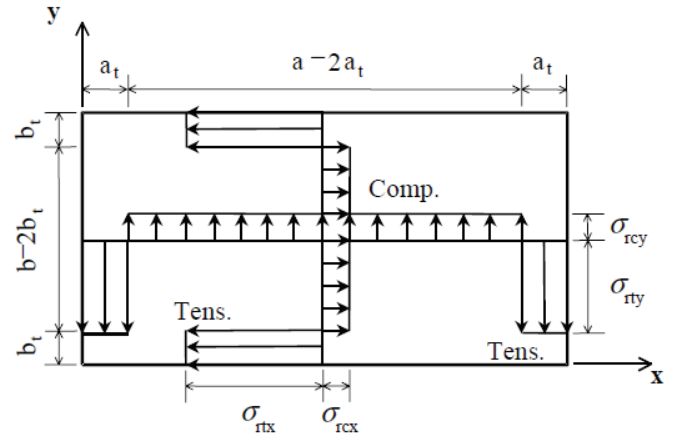 y
a_t
a−2a_t
a_t
b_t
Comp.
b−2b_t
σ_rcy
σ_rty
Tens.
b_t
Tens.
x
σ_rtx
σ_rcx